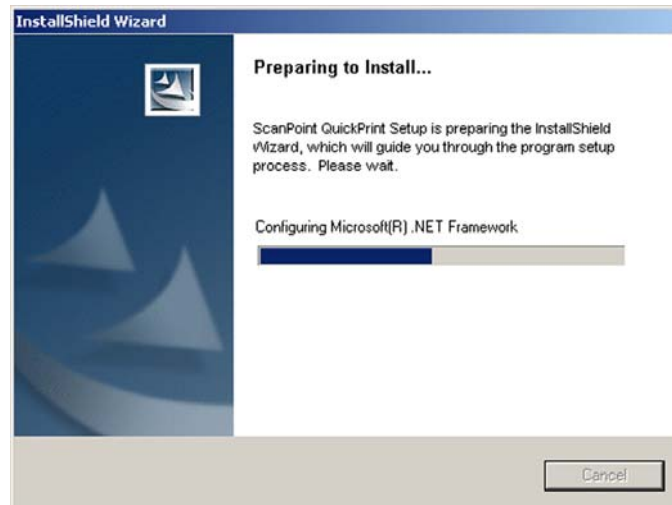 InstallShield Wizard
Preparing to Install...
ScanPoint QuickPrint Setup is preparing the InstallShield
Wizard, which will guide you through the program setup
process. Please wait.
Configuring Microsoft(R) .NET Framework
Cancel